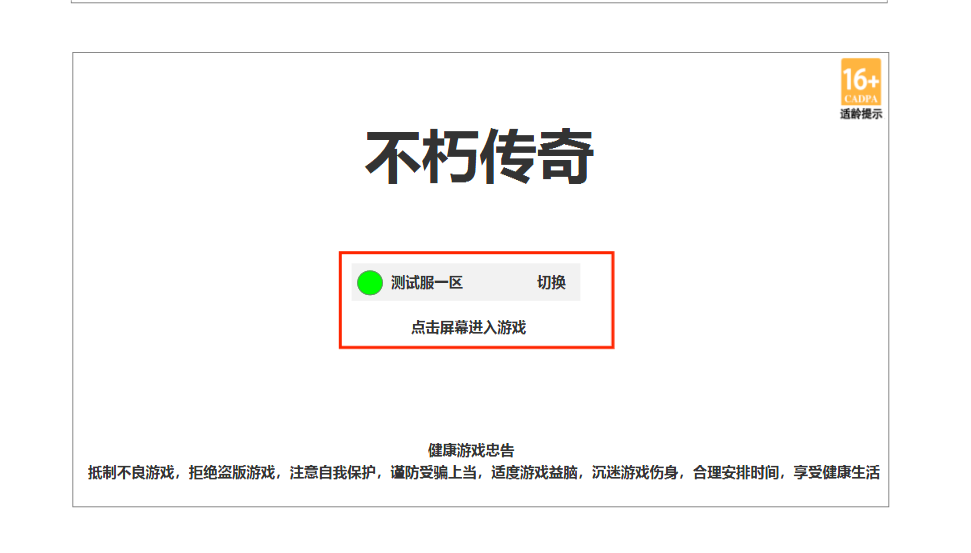 16+
CADPA
适龄提示
不朽传奇
测试服一区 切换
点击屏幕进入游戏
健康游戏忠告
抵制不良游戏，拒绝盗版游戏，注意自我保护，谨防受骗上当，适度游戏益脑，沉迷游戏伤身，合理安排时间，享受健康生活